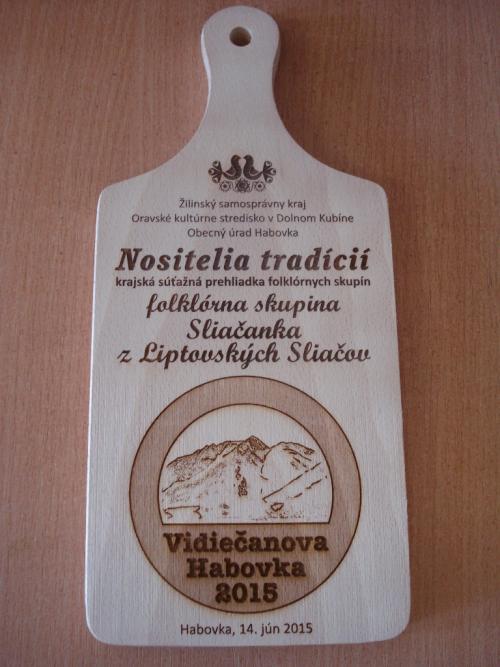 Žilinský samosprávny kraj
Oravské kultúrne stredisko v Dolnom Kubíne
Obecný úrad Habovka
Nositelia tradícií
krajská súťažná prehliadka folklórnych skupín
folklórna skupina
Sliačanka
z Liptovských Sliačov
Vidiečanova
Habovka
2015
Habovka, 14. jún 2015